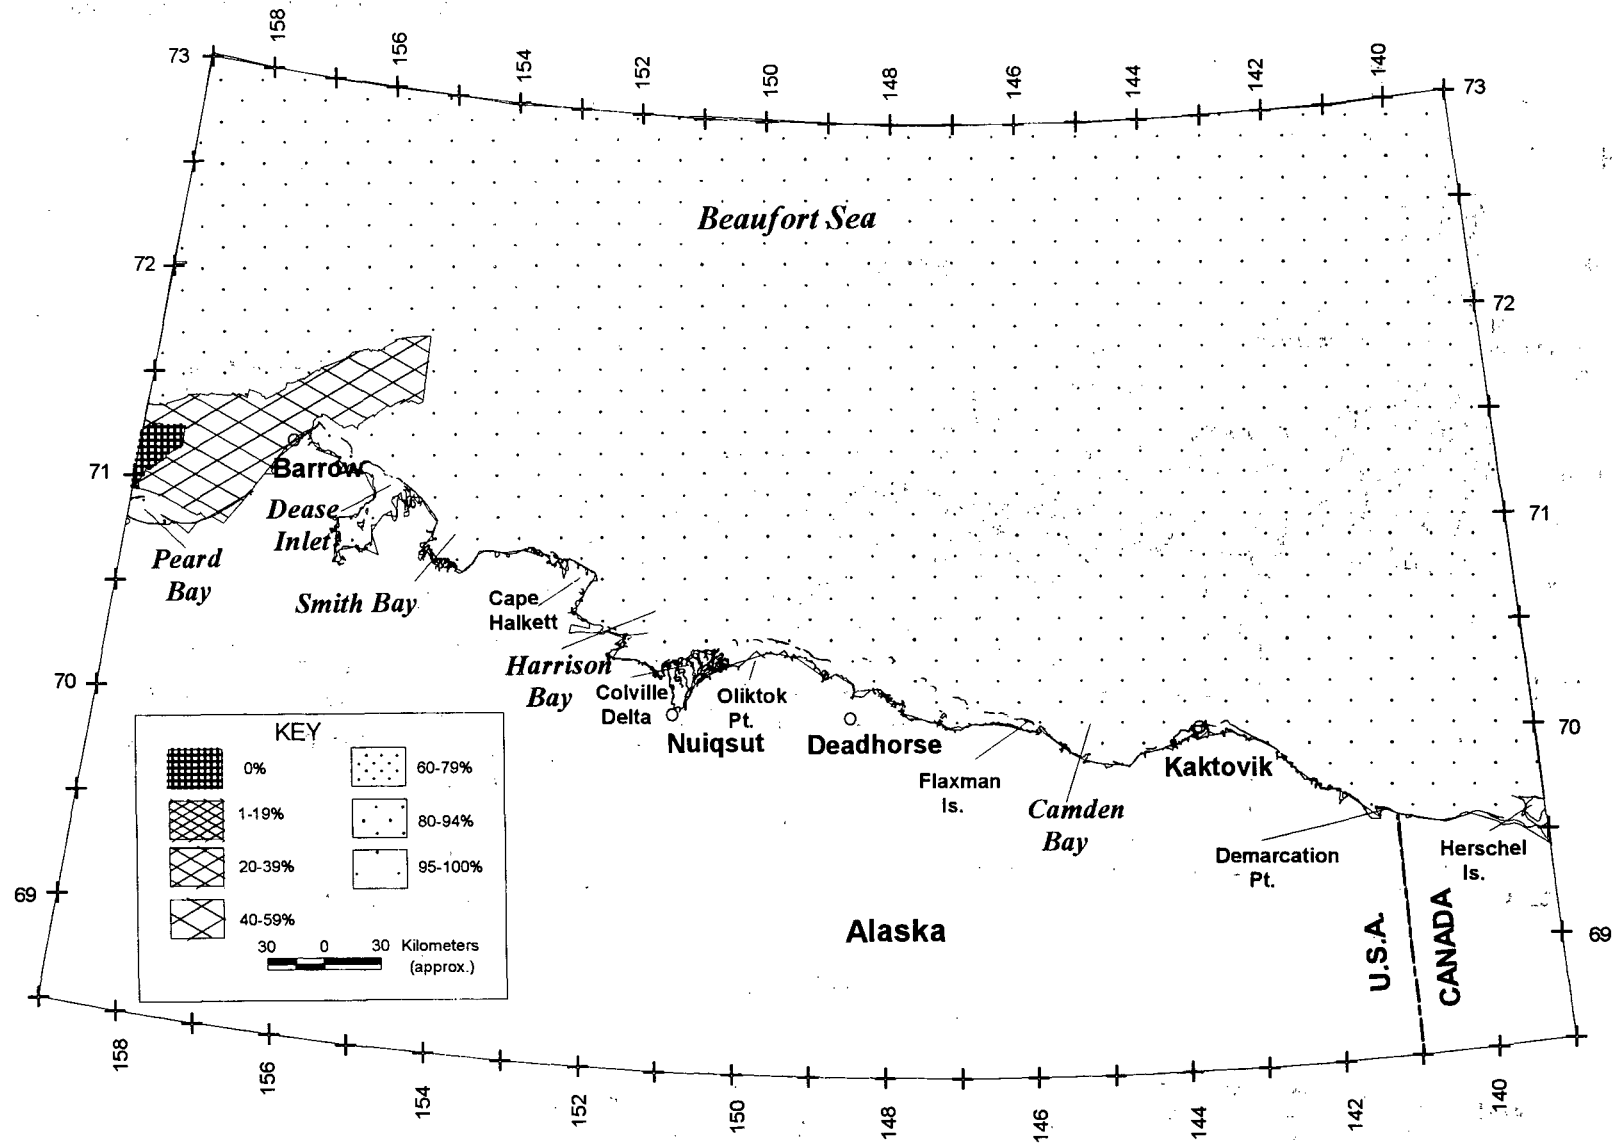 158
156
154
152
150
148
146
144
142
140
73
73
Beaufort Sea
72
72
71
71
Barrow
Dease
Inlet
Peard
Bay
Smith Bay
Cape
Halkett
Harrison
Bay
Colville
Delta
Oliktok
Pt.
Nuiqsut
Deadhorse
Flaxman
Is.
Camden
Bay
Kaktovik
Demarcation
Pt.
Herschel
Is.
70
70
KEY
0%
1-19%
20-39%
40-59%
60-79%
80-94%
95-100%
30 0 30 Kilometers
(approx.)
69
69
Alaska
U.S.A.
CANADA
158
156
154
152
150
148
146
144
142
140